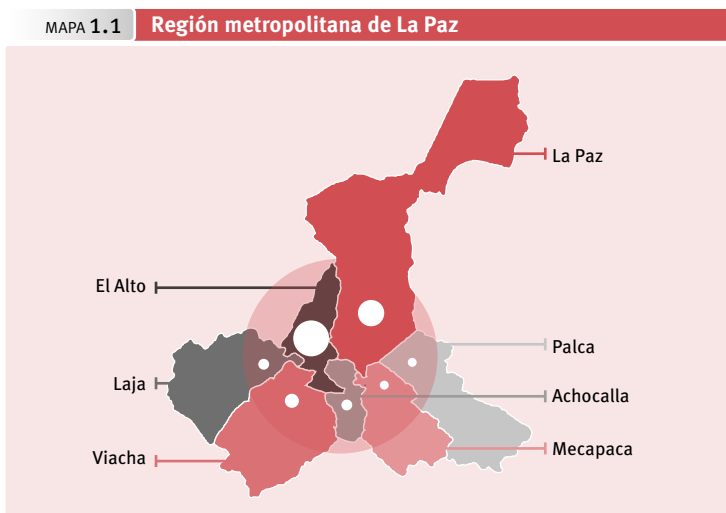 MAPA 1.1 Región metropolitana de La Paz
La Paz
El Alto
Palca
Laja
Achocalla
Viacha
Mecapaca